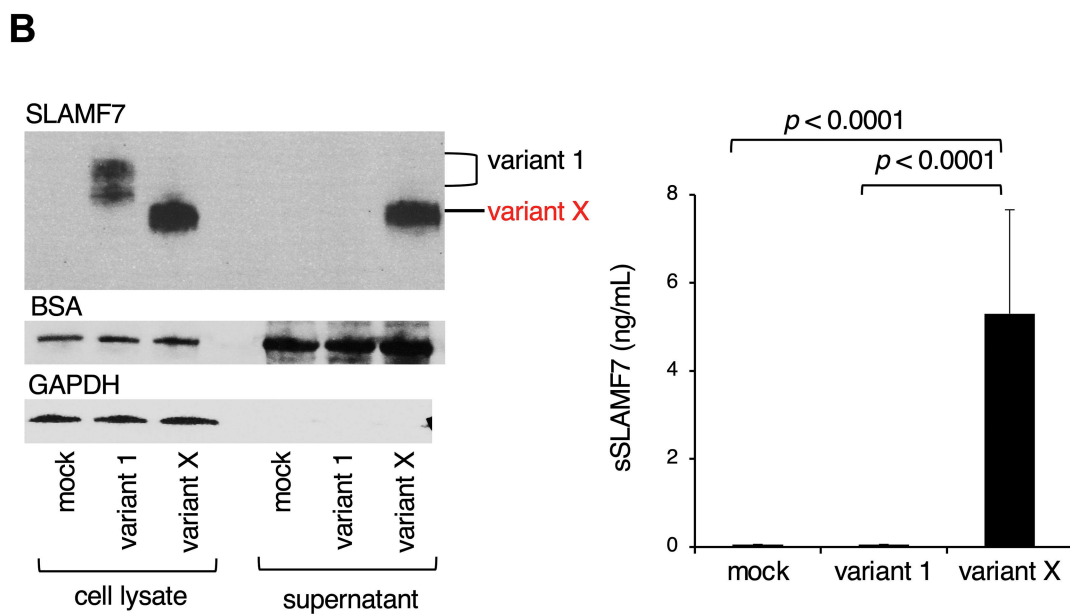 B
SLAMF7
variant 1
variant X
BSA
GAPDH
mock
variant 1
variant X
mock
variant 1
variant X
cell lysate
supernatant
p < 0.0001
p < 0.0001
sSLAMF7 (ng/mL)
8
6
4
2
0
mock
variant 1
variant X